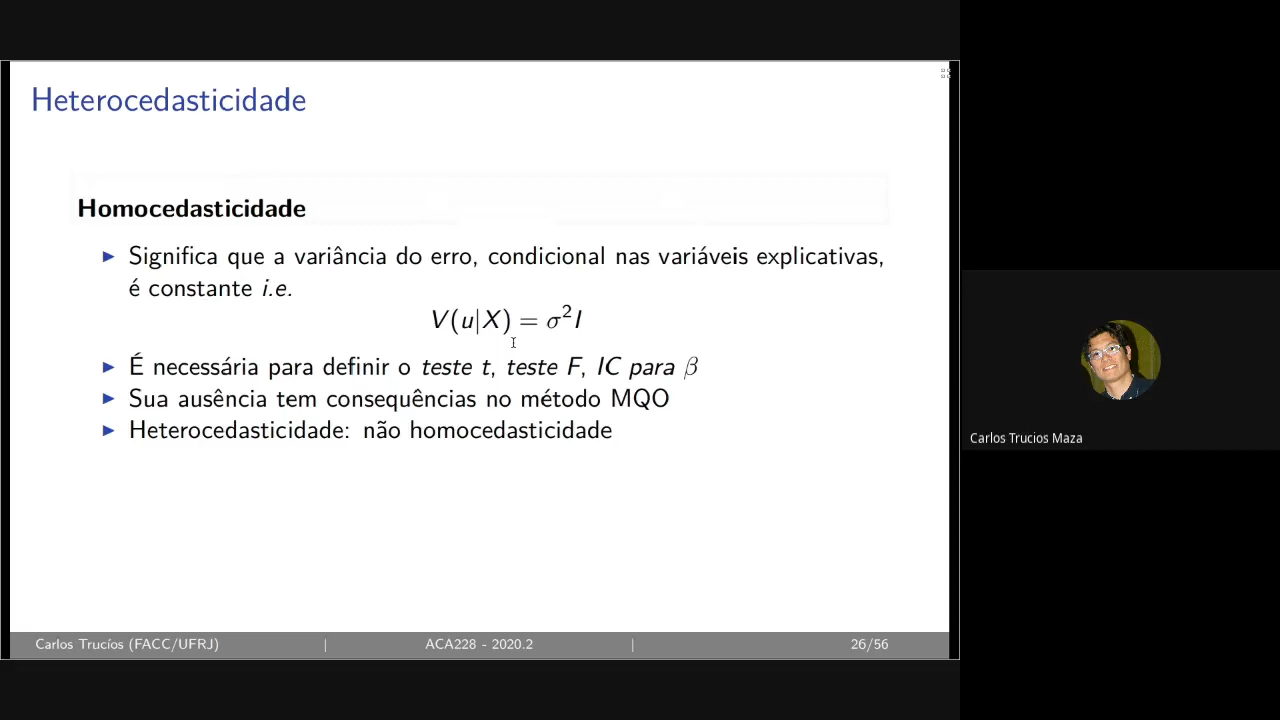 Heterocedasticidade
Homocedasticidade
▶ Significa que a variância do erro, condicional nas variáveis explicativas,
é constante i.e.
V(u|X) = σ²I
▶ É necessária para definir o teste t, teste F, IC para β
▶ Sua ausência tem consequências no método MQO
▶ Heterocedasticidade: não homocedasticidade
Carlos Trucíos (FACC/UFRJ) | ACA228 - 2020.2 | 26/56
Carlos Trucios Maza